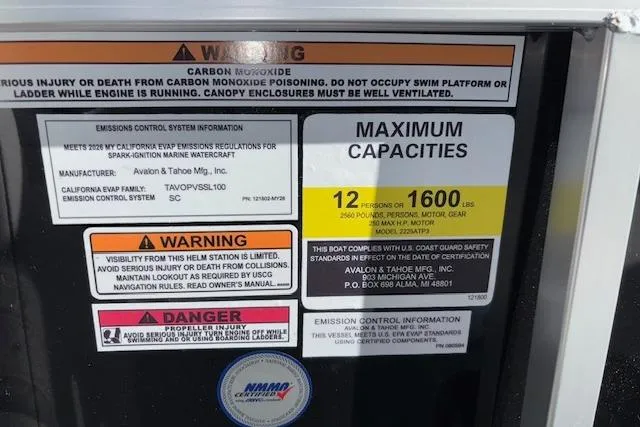 WARNING
CARBON MONOXIDE
RIOUS INJURY OR DEATH FROM CARBON MONOXIDE POISONING. DO NOT OCCUPY SWIM PLATFORM OR
LADDER WHILE ENGINE IS RUNNING. CANOPY ENCLOSURES MUST BE WELL VENTILATED.
EMISSIONS CONTROL SYSTEM INFORMATION
MEETS 2026 MY CALIFORNIA EVAP EMISSIONS REGULATIONS FOR
SPARK-IGNITION MARINE WATERCRAFT
MANUFACTURER: Avalon & Tahoe Mfg., Inc.
CALIFORNIA EVAP FAMILY: TAVOPVSSL100
EMISSION CONTROL SYSTEM SC PN: 121802-MY26
WARNING
VISIBILITY FROM THIS HELM STATION IS LIMITED.
AVOID SERIOUS INJURY OR DEATH FROM COLLISIONS.
MAINTAIN LOOKOUT AS REQUIRED BY USCG
NAVIGATION RULES. READ OWNER'S MANUAL.
DANGER
PROPELLER INJURY
AVOID SERIOUS INJURY TURN ENGINE OFF WHILE
SWIMMING AND OR USING BOARDING LADDERS.
MAXIMUM
CAPACITIES
12 PERSONS OR 1600 LBS.
2560 POUNDS, PERSONS, MOTOR, GEAR
250 MAX H.P. MOTOR
MODEL 2225ATP3
THIS BOAT COMPLIES WITH U.S. COAST GUARD SAFETY
STANDARDS IN EFFECT ON THE DATE OF CERTIFICATION
AVALON & TAHOE MFG., INC.
903 MICHIGAN AVE.
P.O. BOX 698 ALMA, MI 48801
121800
EMISSION CONTROL INFORMATION
AVALON & TAHOE MFG. INC
THIS VESSEL MEETS U.S. EPA EVAP STANDARDS
USING CERTIFIED COMPONENTS.
PN 080594
NMMA
CERTIFIED